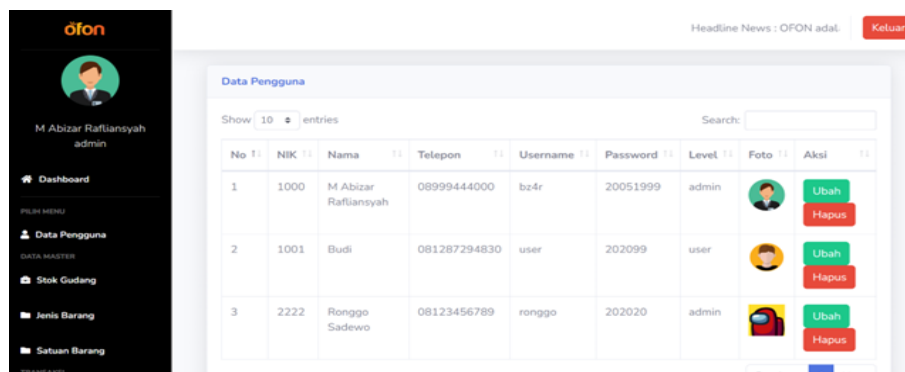 öfon
Headline News : OFON adal
Keluar
M Abizar Rafliansyah
admin
Dashboard
PILIH MENU
Data Pengguna
DATA MASTER
Stok Gudang
Jenis Barang
Satuan Barang
TRANSAKSI
Data Pengguna
Show 10 entries
Search:
No NIK Nama Telepon Username Password Level Foto Aksi
1 1000 M Abizar 08999444000 bz4r 20051999 admin Ubah
Rafliansyah Hapus
2 1001 Budi 081287294830 user 202099 user Ubah
Hapus
3 2222 Ronggo 08123456789 ronggo 202020 admin Ubah
Sadewo Hapus